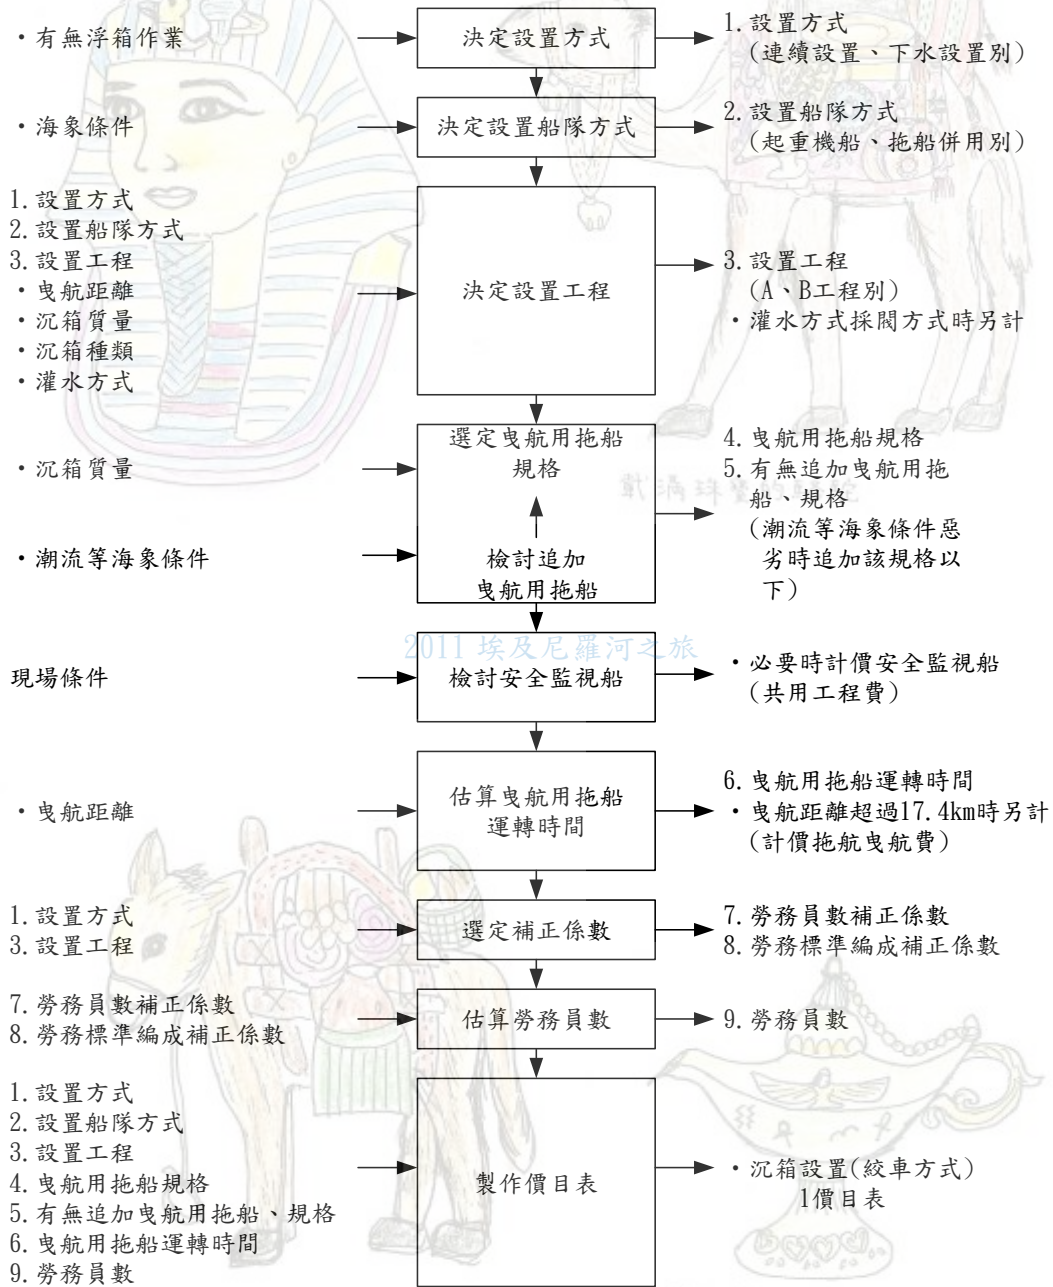 ・有無浮箱作業
決定設置方式
1.設置方式
(連續設置、下水設置別)
・海象條件
決定設置船隊方式
2.設置船隊方式
(起重機船、拖船併用別)
1.設置方式
2.設置船隊方式
3.設置工程
・曳航距離
・沉箱質量
・沉箱種類
・灌水方式
決定設置工程
3.設置工程
(A、B工程別)
・灌水方式採閥方式時另計
・沉箱質量
選定曳航用拖船
規格
・潮流等海象條件
檢討追加
曳航用拖船
4.曳航用拖船規格
5.有無追加曳航用拖
船、規格
(潮流等海象條件惡
劣時追加該規格以
下)
戴滿珠寶的駱駝
2011 埃及尼羅河之旅
現場條件
檢討安全監視船
・必要時計價安全監視船
(共用工程費)
・曳航距離
估算曳航用拖船
運轉時間
6.曳航用拖船運轉時間
・曳航距離超過17.4km時另計
(計價拖航曳航費)
1.設置方式
3.設置工程
選定補正係數
7.勞務員數補正係數
8.勞務標準編成補正係數
7.勞務員數補正係數
8.勞務標準編成補正係數
估算勞務員數
9.勞務員數
1.設置方式
2.設置船隊方式
3.設置工程
4.曳航用拖船規格
5.有無追加曳航用拖船、規格
6.曳航用拖船運轉時間
9.勞務員數
製作價目表
・沉箱設置(絞車方式)
1價目表